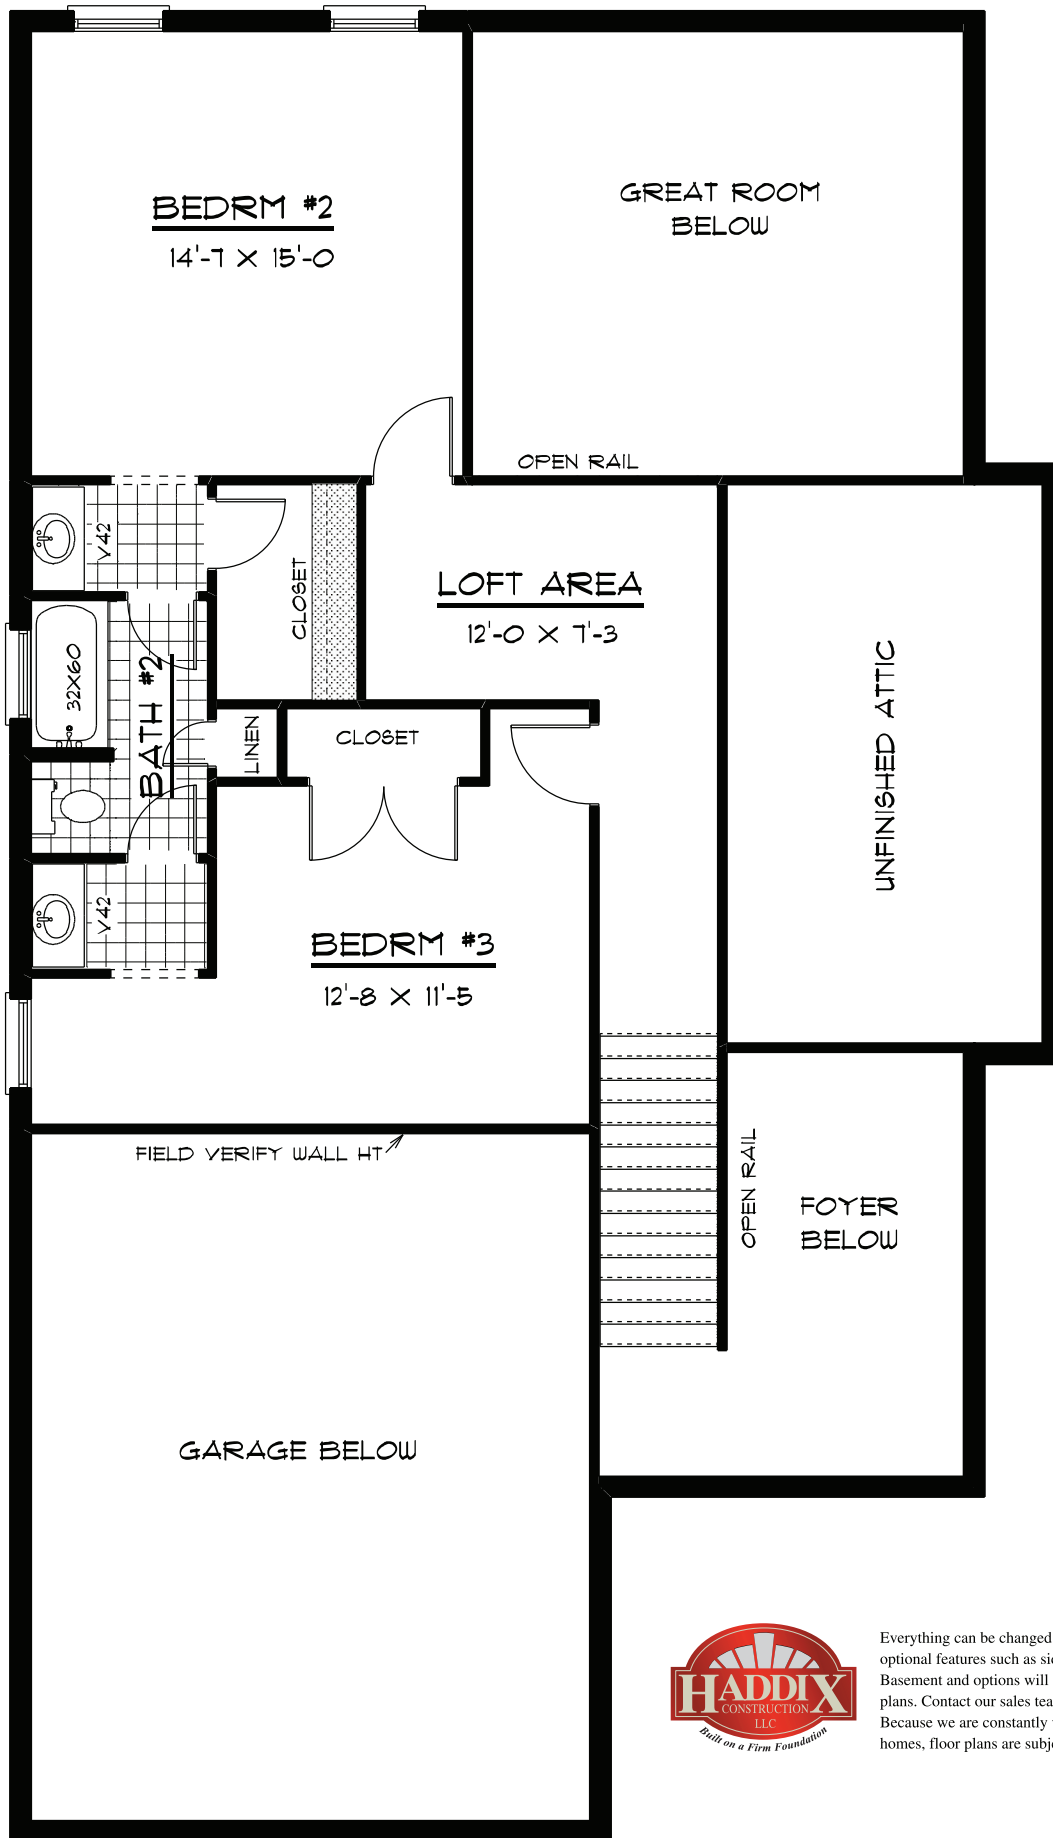 BEDRM #2
14'-7 X 15'-0
GREAT ROOM
BELOW
OPEN RAIL
V42
CLOSET
LOFT AREA
12'-0 X 7'-3
32X60
BATH #2
LINEN
CLOSET
UNFINISHED ATTIC
V42
BEDRM #3
12'-8 X 11'-5
FIELD VERIFY WALL HT
OPEN RAIL
FOYER
BELOW
GARAGE BELOW
HADDIX
CONSTRUCTION
LLC
Built on a Firm Foundation
Everything can be changed
optional features such as
Basement and options will
plans. Contact our sales
Because we are constantly
homes, floor plans are